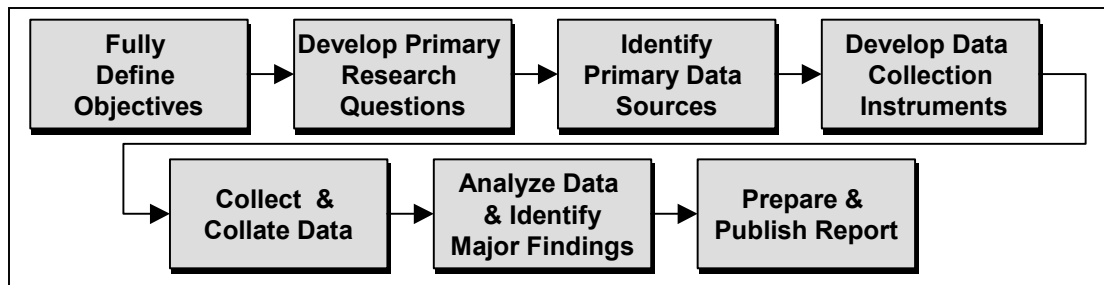 Fully
Define
Objectives
Develop Primary
Research
Questions
Identify
Primary Data
Sources
Develop Data
Collection
Instruments
Collect &
Collate Data
Analyze Data
& Identify
Major Findings
Prepare &
Publish Report